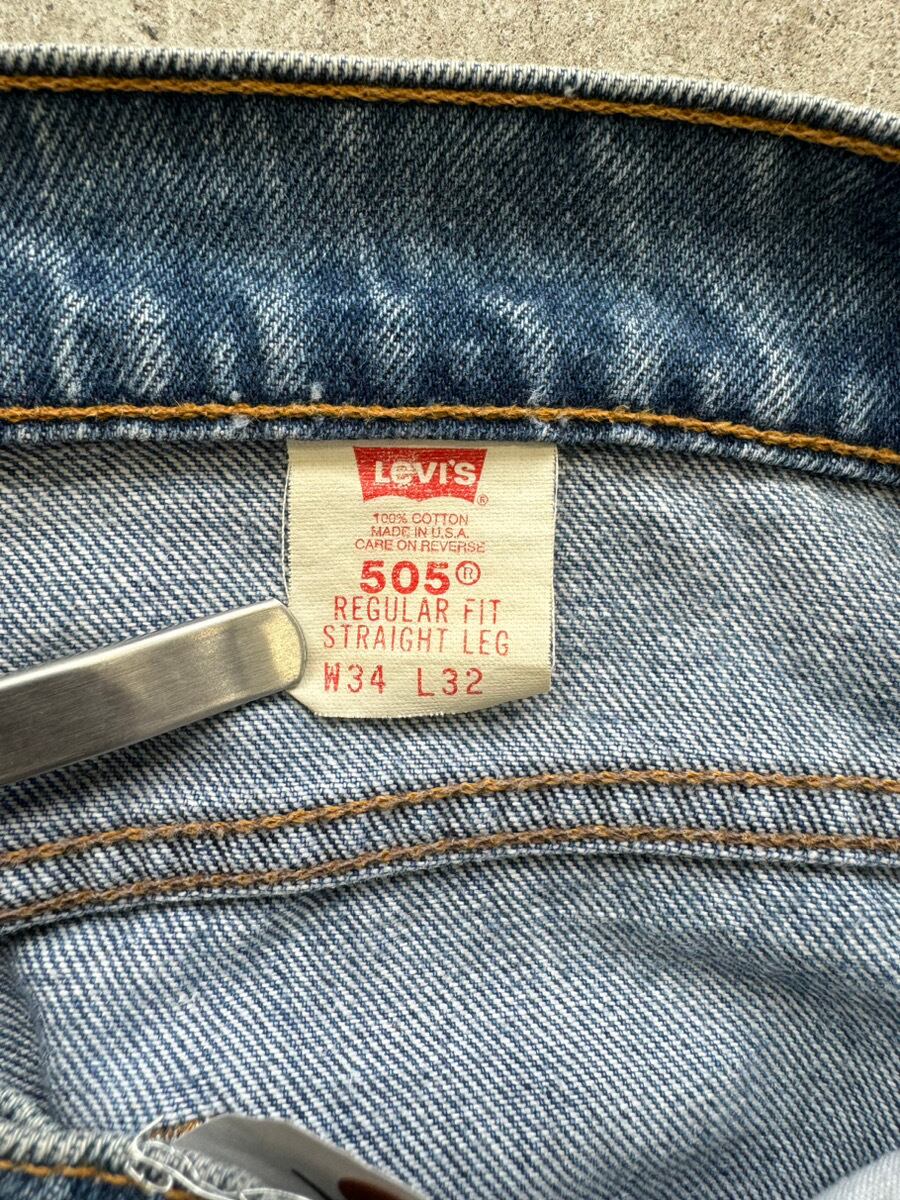 LEVI'S ®
100% COTTON
MADE IN U.S.A.
CARE ON REVERSE
505®
REGULAR FIT
STRAIGHT LEG
W34 L32